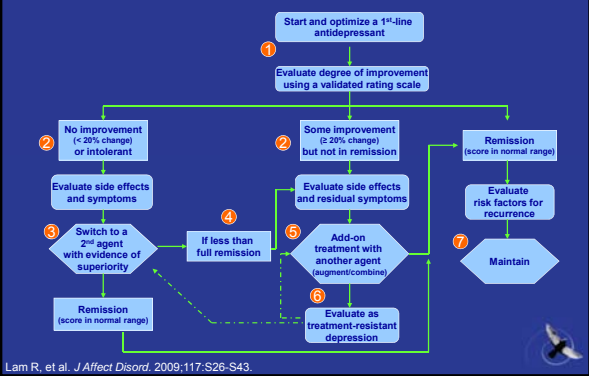 Start and optimize a 1st-line
antidepressant
1
Evaluate degree of improvement
using a validated rating scale
2
No improvement
(< 20% change)
or intolerant
2
Some improvement
(≥ 20% change)
but not in remission
Remission
(score in normal range)
Evaluate side effects
and symptoms
Evaluate side effects
and residual symptoms
Evaluate
risk factors for
recurrence
3
Switch to a
2nd agent
with evidence of
superiority
4
If less than
full remission
5
Add-on
treatment with
another agent
(augment/combine)
7
Maintain
6
Evaluate as
treatment-resistant
depression
Remission
(score in normal range)
Lam R, et al. J Affect Disord. 2009;117:S26-S43.